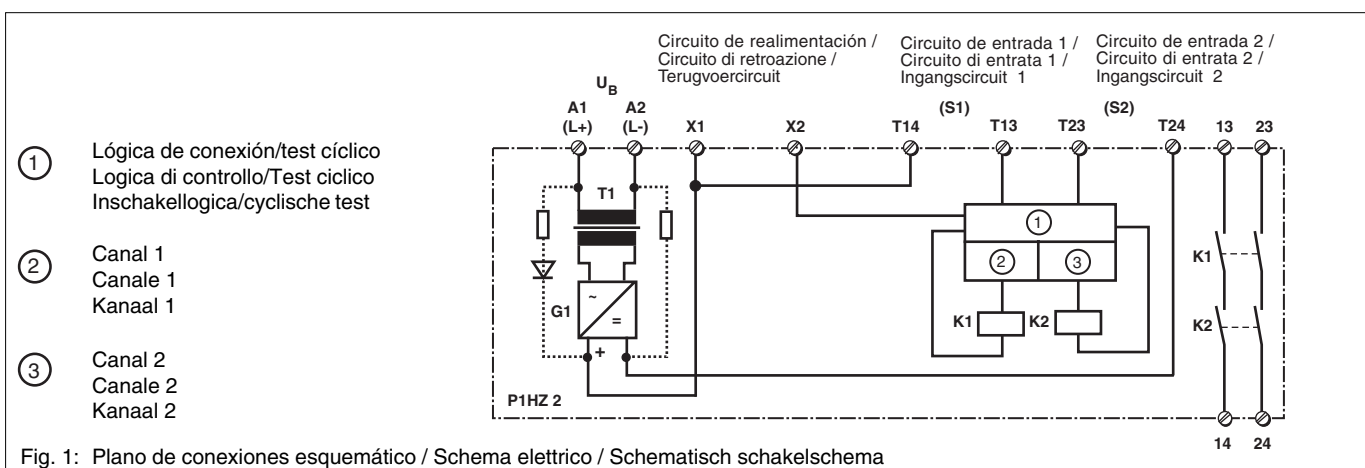 Circuito de realimentación /
Circuito di retroazione /
Terugvoercircuit
Circuito de entrada 1 /
Circuito di entrata 1 /
Ingangscircuit 1
Circuito de entrada 2 /
Circuito di entrata 2 /
Ingangscircuit 2
UB
(S1)
(S2)
A1
(L+)
A2
(L-)
X1
X2
T14
T13
T23
T24
13
23
1
Lógica de conexión/test cíclico
Logica di controllo/Test ciclico
Inschakellogica/cyclische test
2
Canal 1
Canale 1
Kanaal 1
3
Canal 2
Canale 2
Kanaal 2
T1
G1
~
=
+
1
2
3
K1
K2
K1
K2
P1HZ 2
14
24
Fig. 1: Plano de conexiones esquemático / Schema elettrico / Schematisch schakelschema